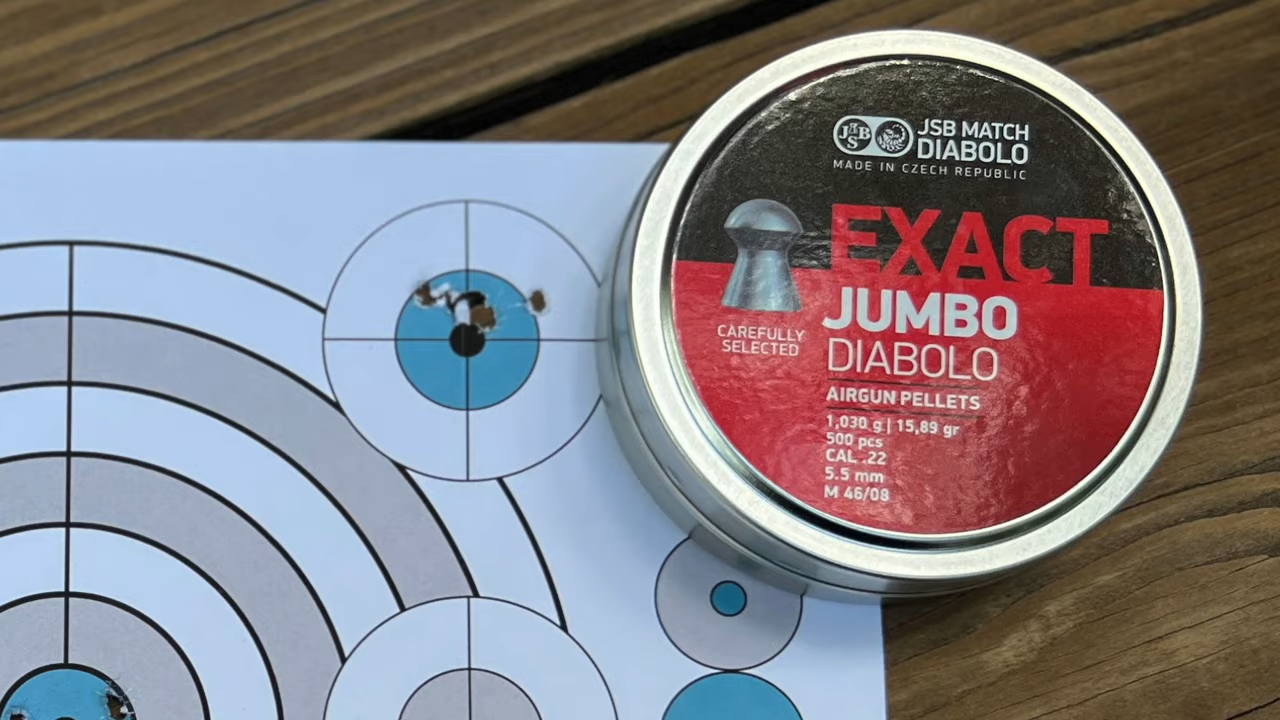 JSB
JSB MATCH
DIABOLO
MADE IN CZECH REPUBLIC
EXACT
JUMBO
DIABOLO
CAREFULLY
SELECTED
AIRGUN PELLETS
1,030 g | 15,89 gr
500 pcs
CAL .22
5.5 mm
M 46/08